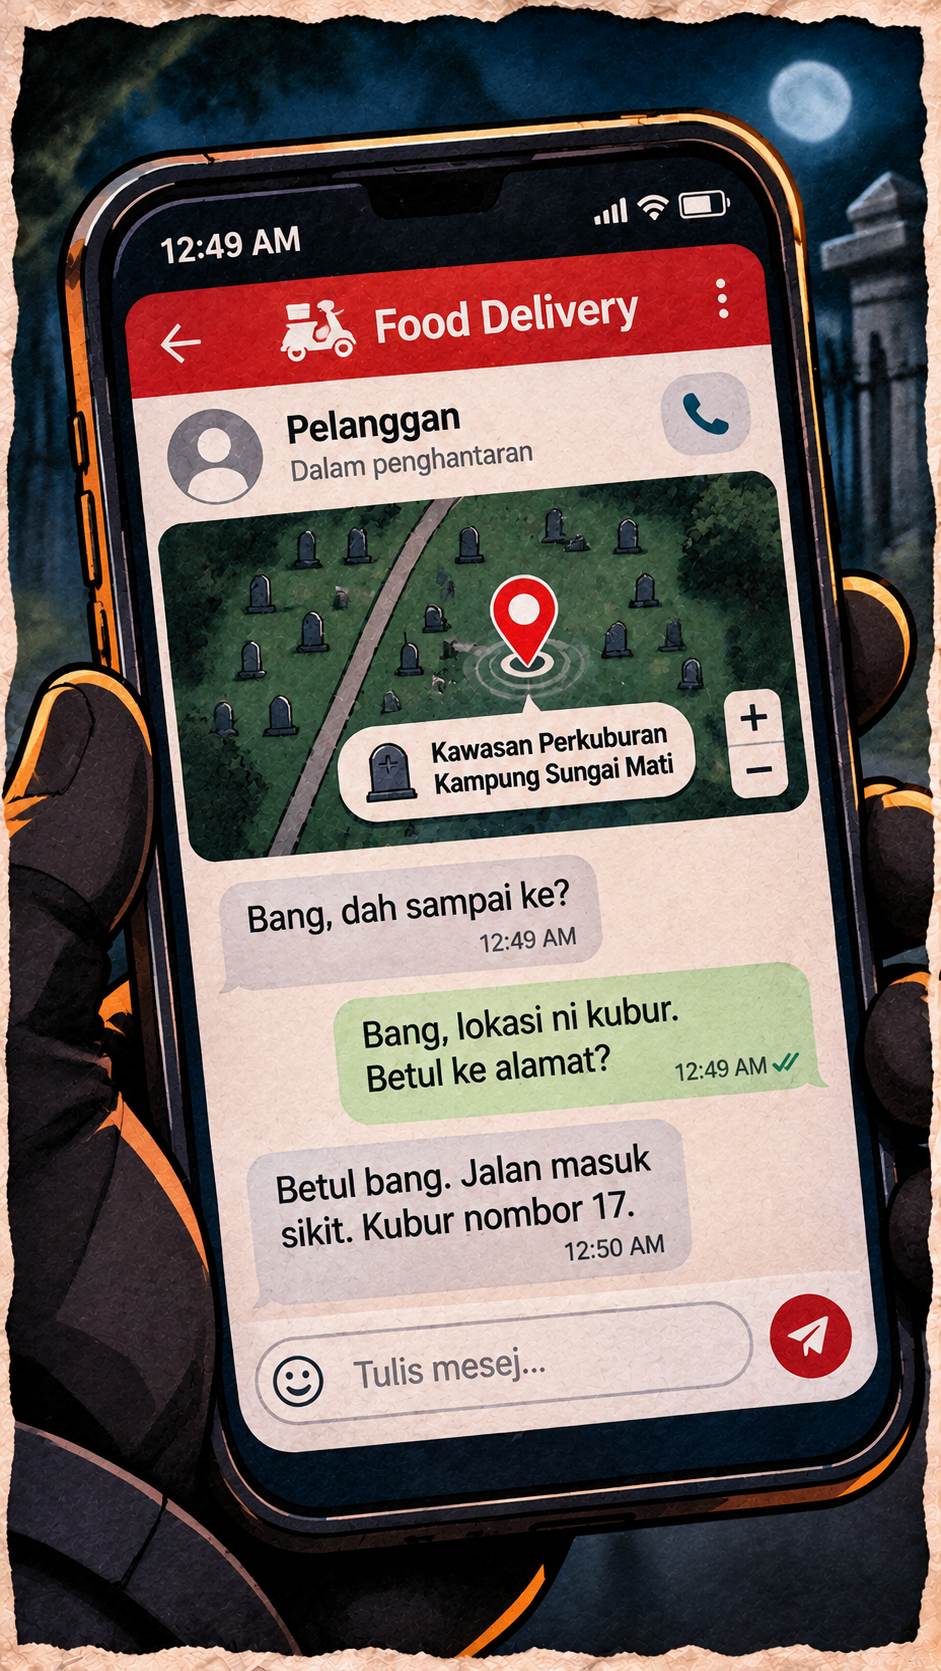 12:49 AM
Food Delivery
Pelanggan
Dalam penghantaran
Kawasan Perkuburan
Kampung Sungai Mati
+
−
Bang, dah sampai ke?
12:49 AM
Bang, lokasi ni kubur.
Betul ke alamat?
12:49 AM
Betul bang. Jalan masuk
sikit. Kubur nombor 17.
12:50 AM
Tulis mesej...